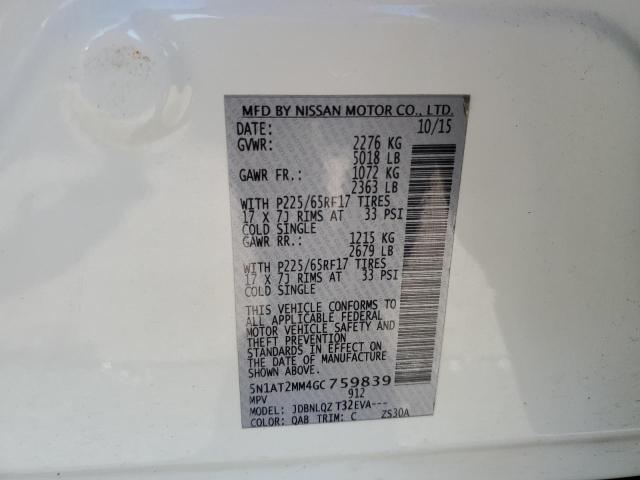 MFD BY NISSAN MOTOR CO., LTD.
DATE: 10/15
GVWR: 2276 KG
5018 LB
GAWR FR.: 1072 KG
2363 LB
WITH P225/65RF17 TIRES
17 X 7J RIMS AT 33 PSI
COLD SINGLE
GAWR RR.: 1215 KG
2679 LB
WITH P225/65RF17 TIRES
17 X 7J RIMS AT 33 PSI
COLD SINGLE
THIS VEHICLE CONFORMS TO
ALL APPLICABLE FEDERAL
MOTOR VEHICLE SAFETY AND
THEFT PREVENTION
STANDARDS IN EFFECT ON
THE DATE OF MANUFACTURE
SHOWN ABOVE.
5N1AT2MM4GC759839
MPV 912
MODEL: JDBNLQZ T32EVA---
COLOR: QAB TRIM: C ZS30A